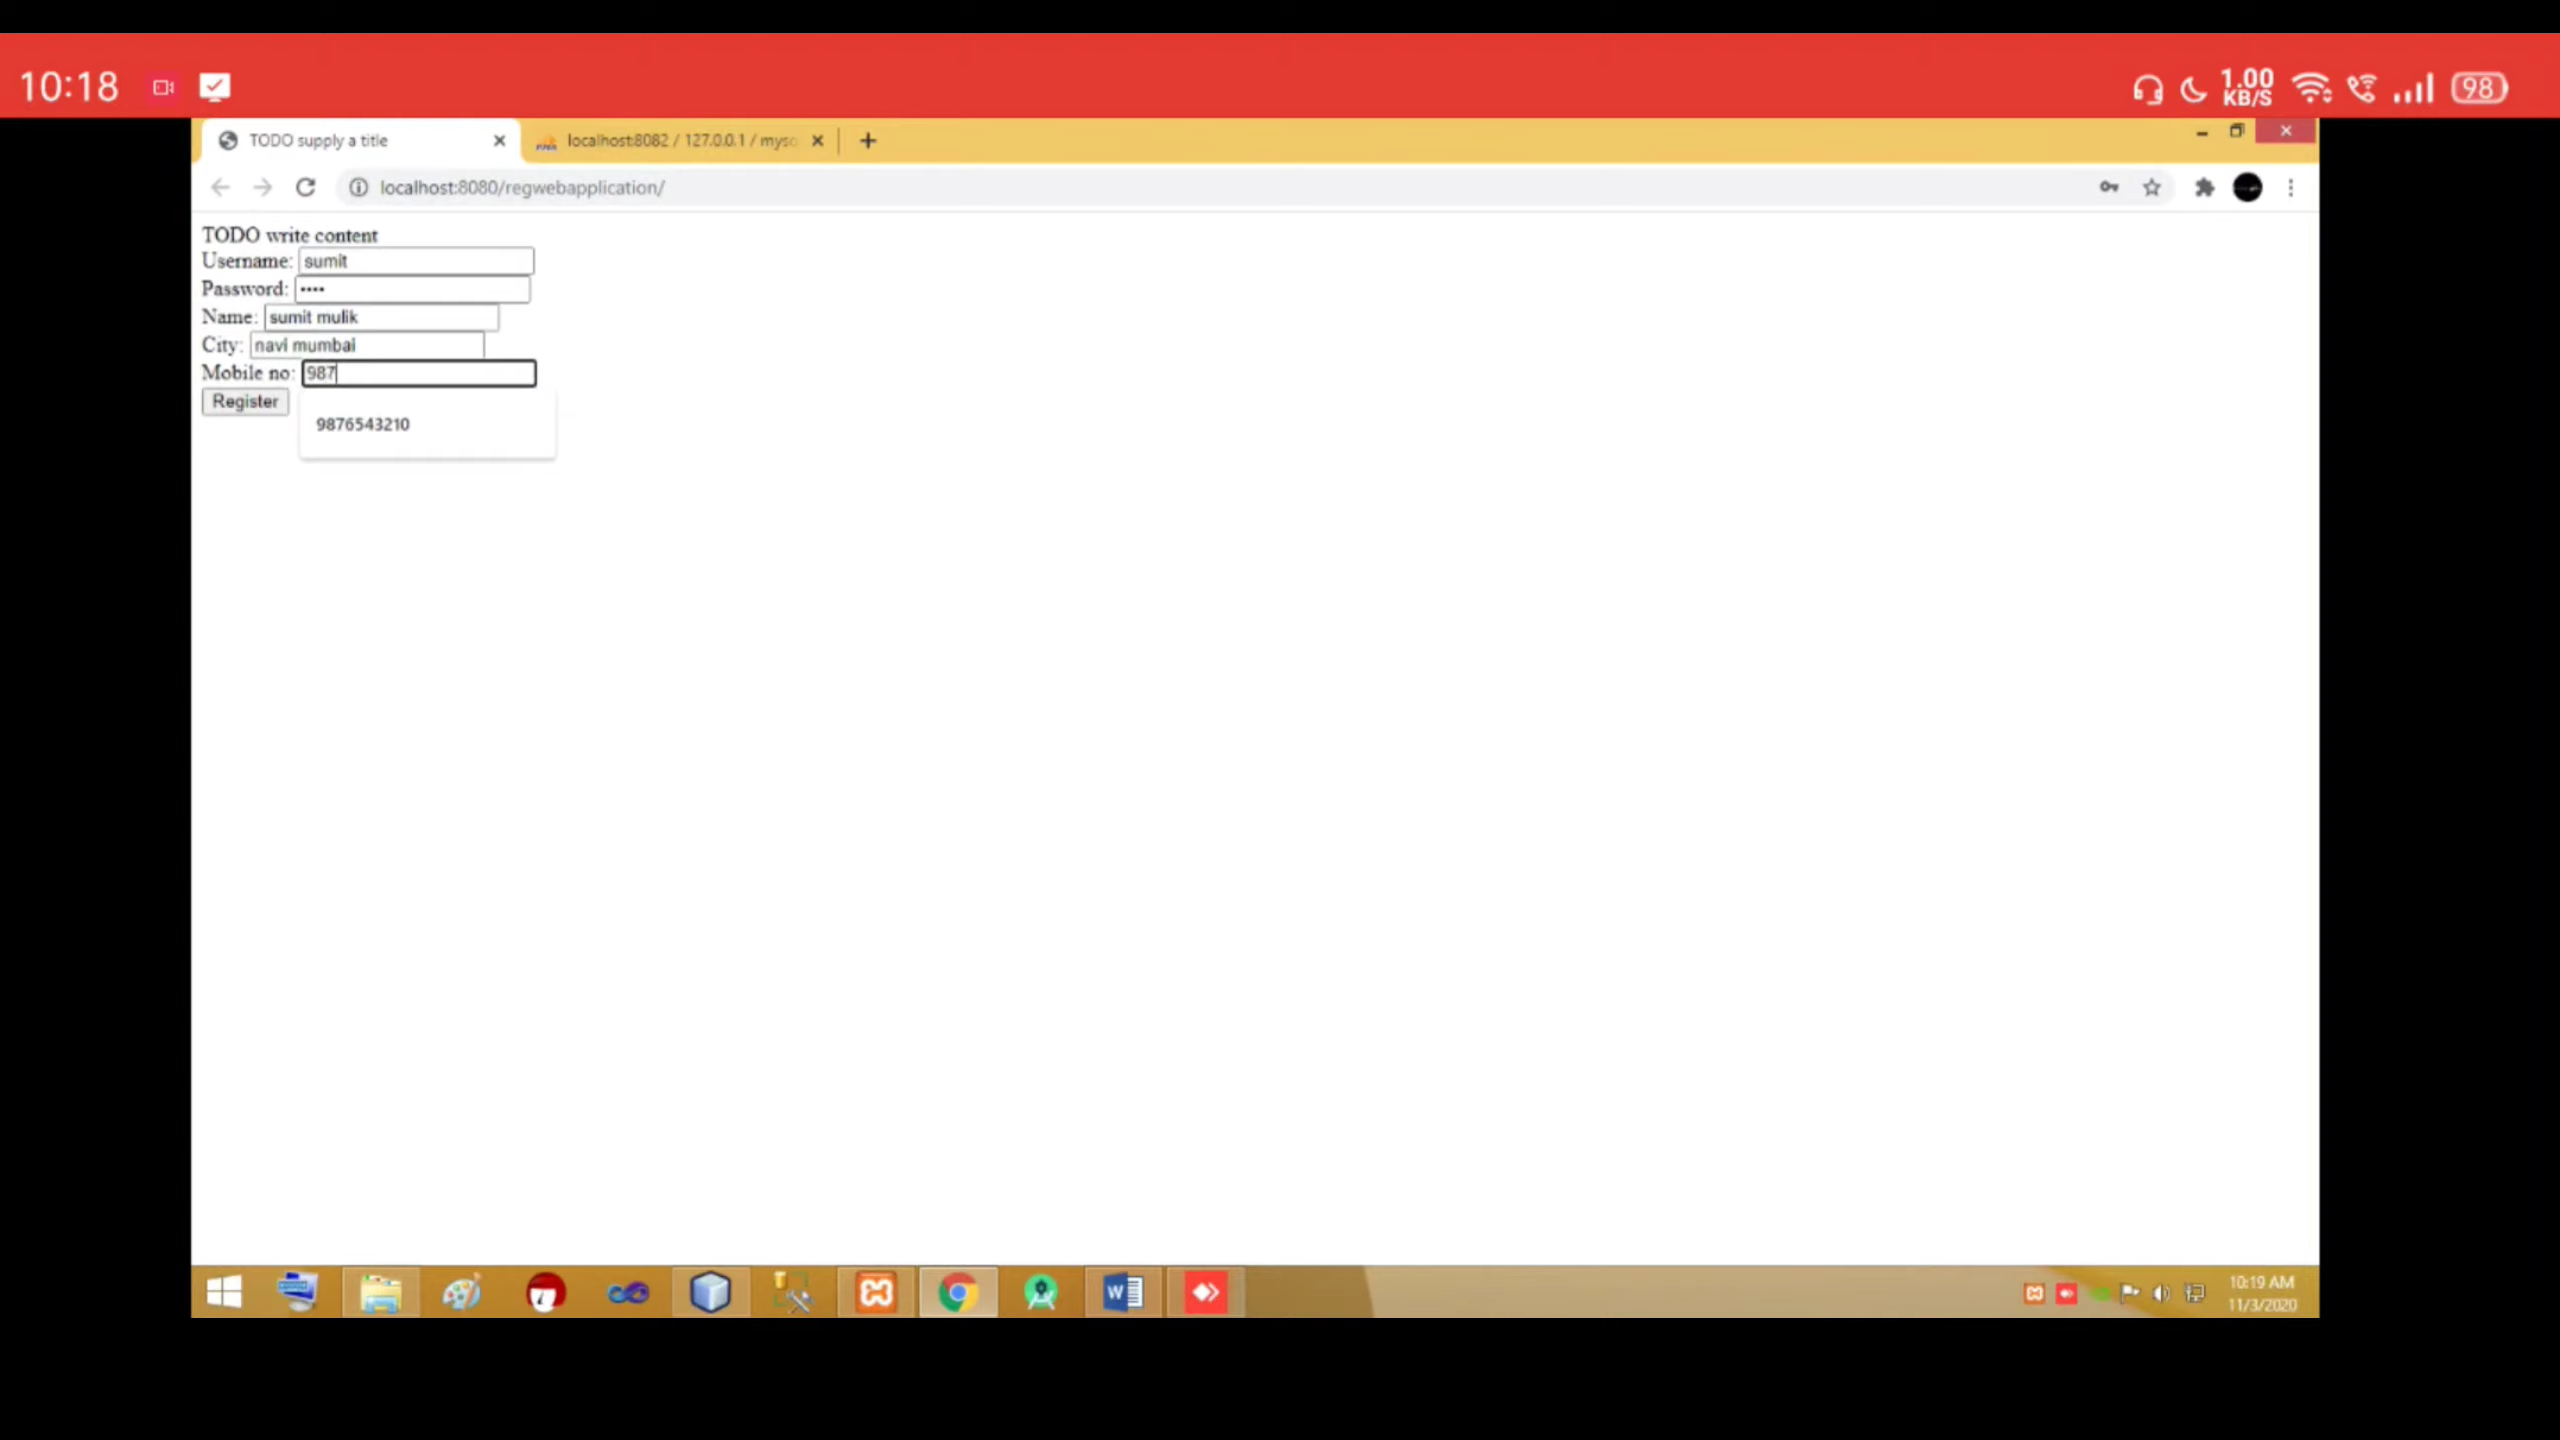 10:18
1.00
KB/S
98
TODO supply a title
localhost:8082 / 127.0.0.1 / mysq
localhost:8080/regwebapplication/
TODO write content
Username: sumit
Password: ••••
Name: sumit mulik
City: navi mumbai
Mobile no: 987
Register
9876543210
10:19 AM
11/3/2020